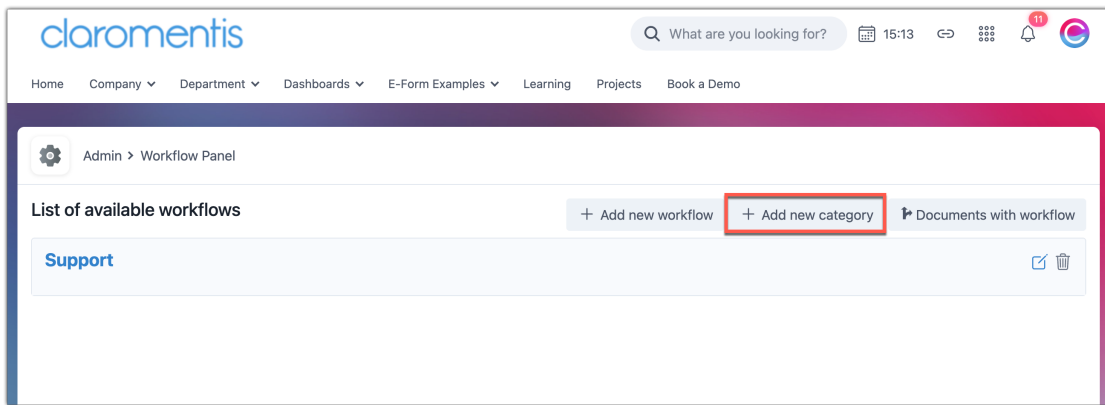 claromentis
What are you looking for?
15:13
11
Home Company Department Dashboards E-Form Examples Learning Projects Book a Demo
Admin > Workflow Panel
List of available workflows
+ Add new workflow
+ Add new category
Documents with workflow
Support